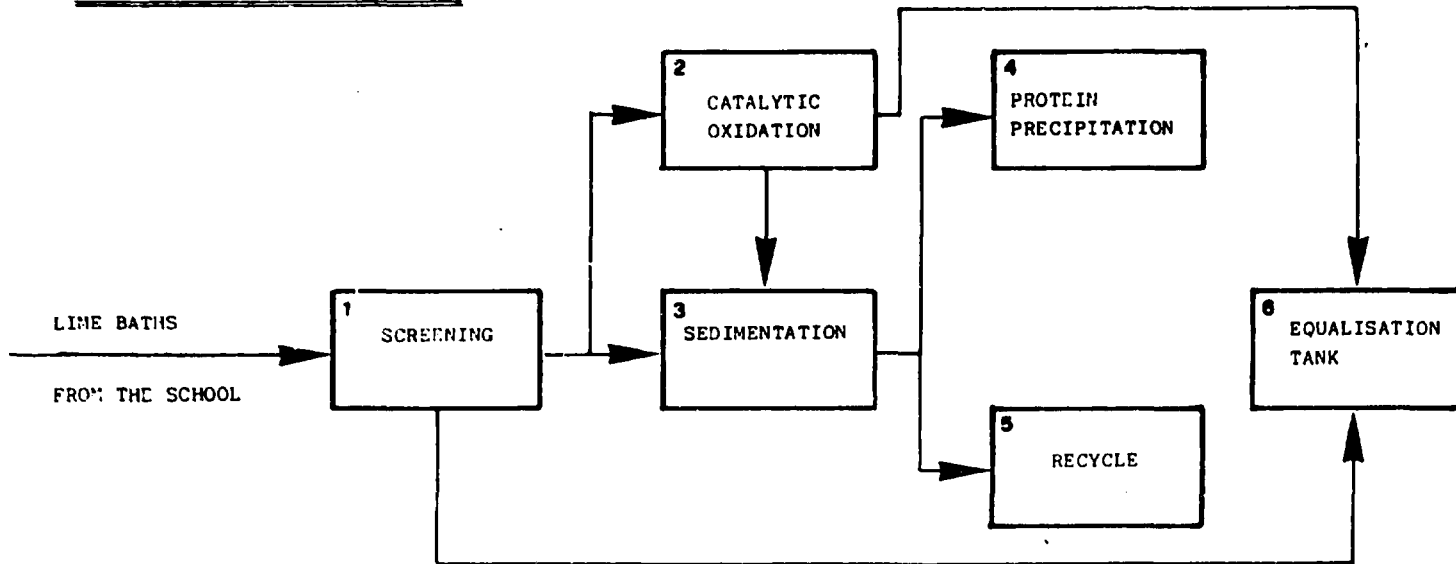 2
CATALYTIC
OXIDATION
4
PROTEIN
PRECIPITATION
LIME BATHS
FROM THE SCHOOL
1
SCREENING
3
SEDIMENTATION
5
RECYCLE
6
EQUALISATION
TANK